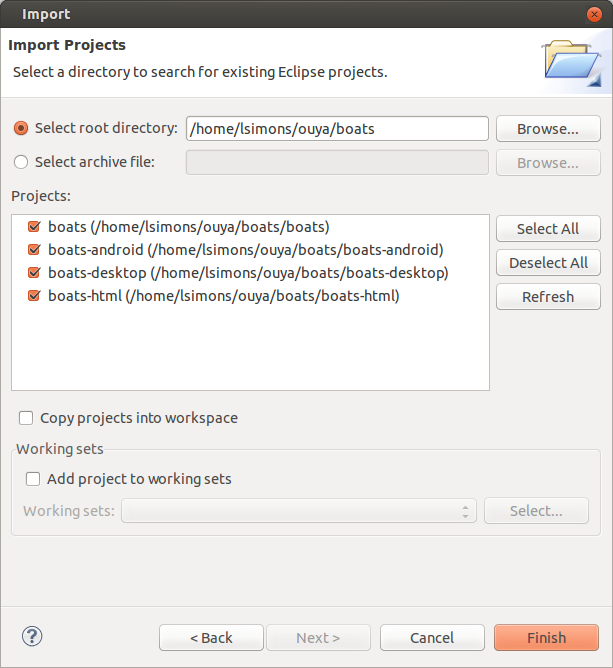 Import
Import Projects
Select a directory to search for existing Eclipse projects.
Select root directory: /home/lsimons/ouya/boats Browse...
Select archive file: Browse...
Projects:
boats (/home/lsimons/ouya/boats/boats)
boats-android (/home/lsimons/ouya/boats/boats-android)
boats-desktop (/home/lsimons/ouya/boats/boats-desktop)
boats-html (/home/lsimons/ouya/boats/boats-html)
Select All
Deselect All
Refresh
Copy projects into workspace
Working sets
Add project to working sets
Working sets: Select...
? < Back Next > Cancel Finish